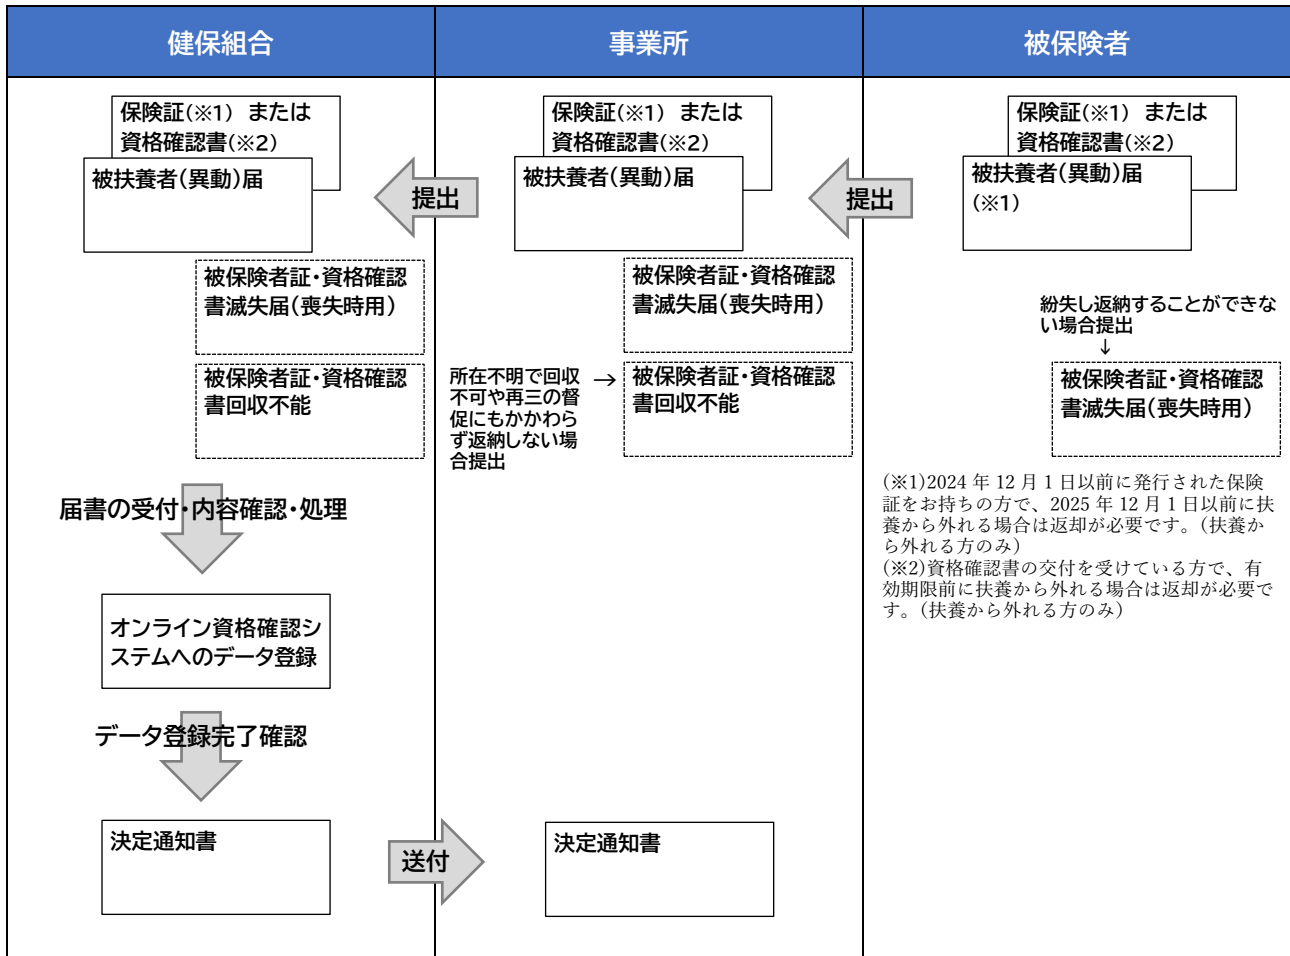 健保組合
事業所
被保険者
保険証(※1) または
資格確認書(※2)
被扶養者(異動)届
提出
保険証(※1) または
資格確認書(※2)
被扶養者(異動)届
提出
保険証(※1) または
資格確認書(※2)
被扶養者(異動)届
(※1)
被保険者証・資格確認
書滅失届(喪失時用)
被保険者証・資格確認
書回収不能
被保険者証・資格確認
書滅失届(喪失時用)
所在不明で回収
不可や再三の督
促にもかかわら
ず返納しない場
合提出
→
被保険者証・資格確認
書回収不能
紛失し返納することができな
い場合提出
↓
被保険者証・資格確認
書滅失届(喪失時用)
(※1)2024 年 12 月 1 日以前に発行された保険
証をお持ちの方で、2025 年 12 月 1 日以前に扶
養から外れる場合は返却が必要です。(扶養か
ら外れる方のみ)
(※2)資格確認書の交付を受けている方で、有
効期限前に扶養から外れる場合は返却が必要で
す。(扶養から外れる方のみ)
届書の受付・内容確認・処理
オンライン資格確認シ
ステムへのデータ登録
データ登録完了確認
決定通知書
送付
決定通知書